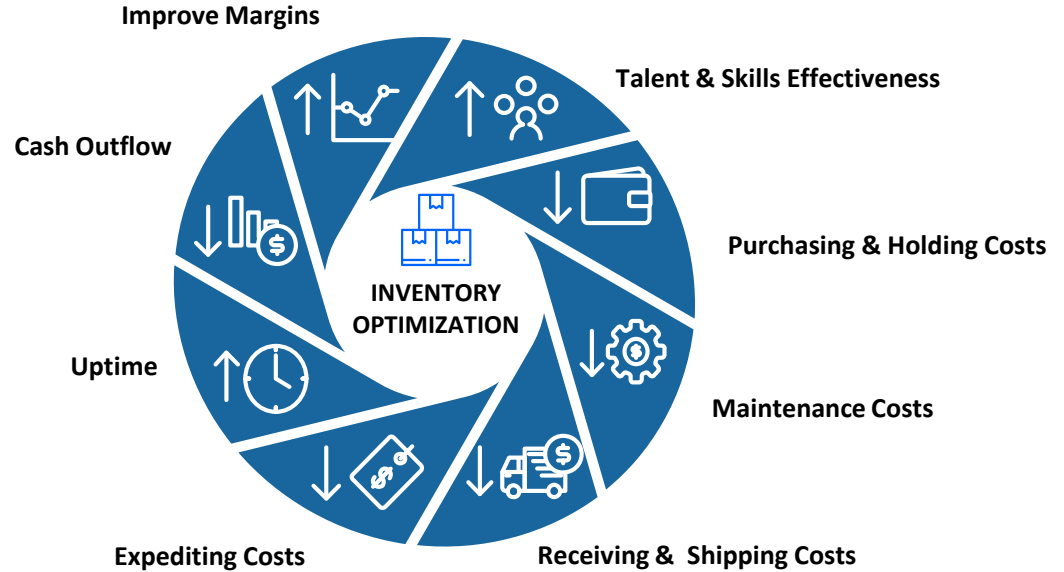 Improve Margins
Talent & Skills Effectiveness
Cash Outflow
Purchasing & Holding Costs
$
INVENTORY
OPTIMIZATION
$
Uptime
Maintenance Costs
$
$
Expediting Costs
Receiving & Shipping Costs